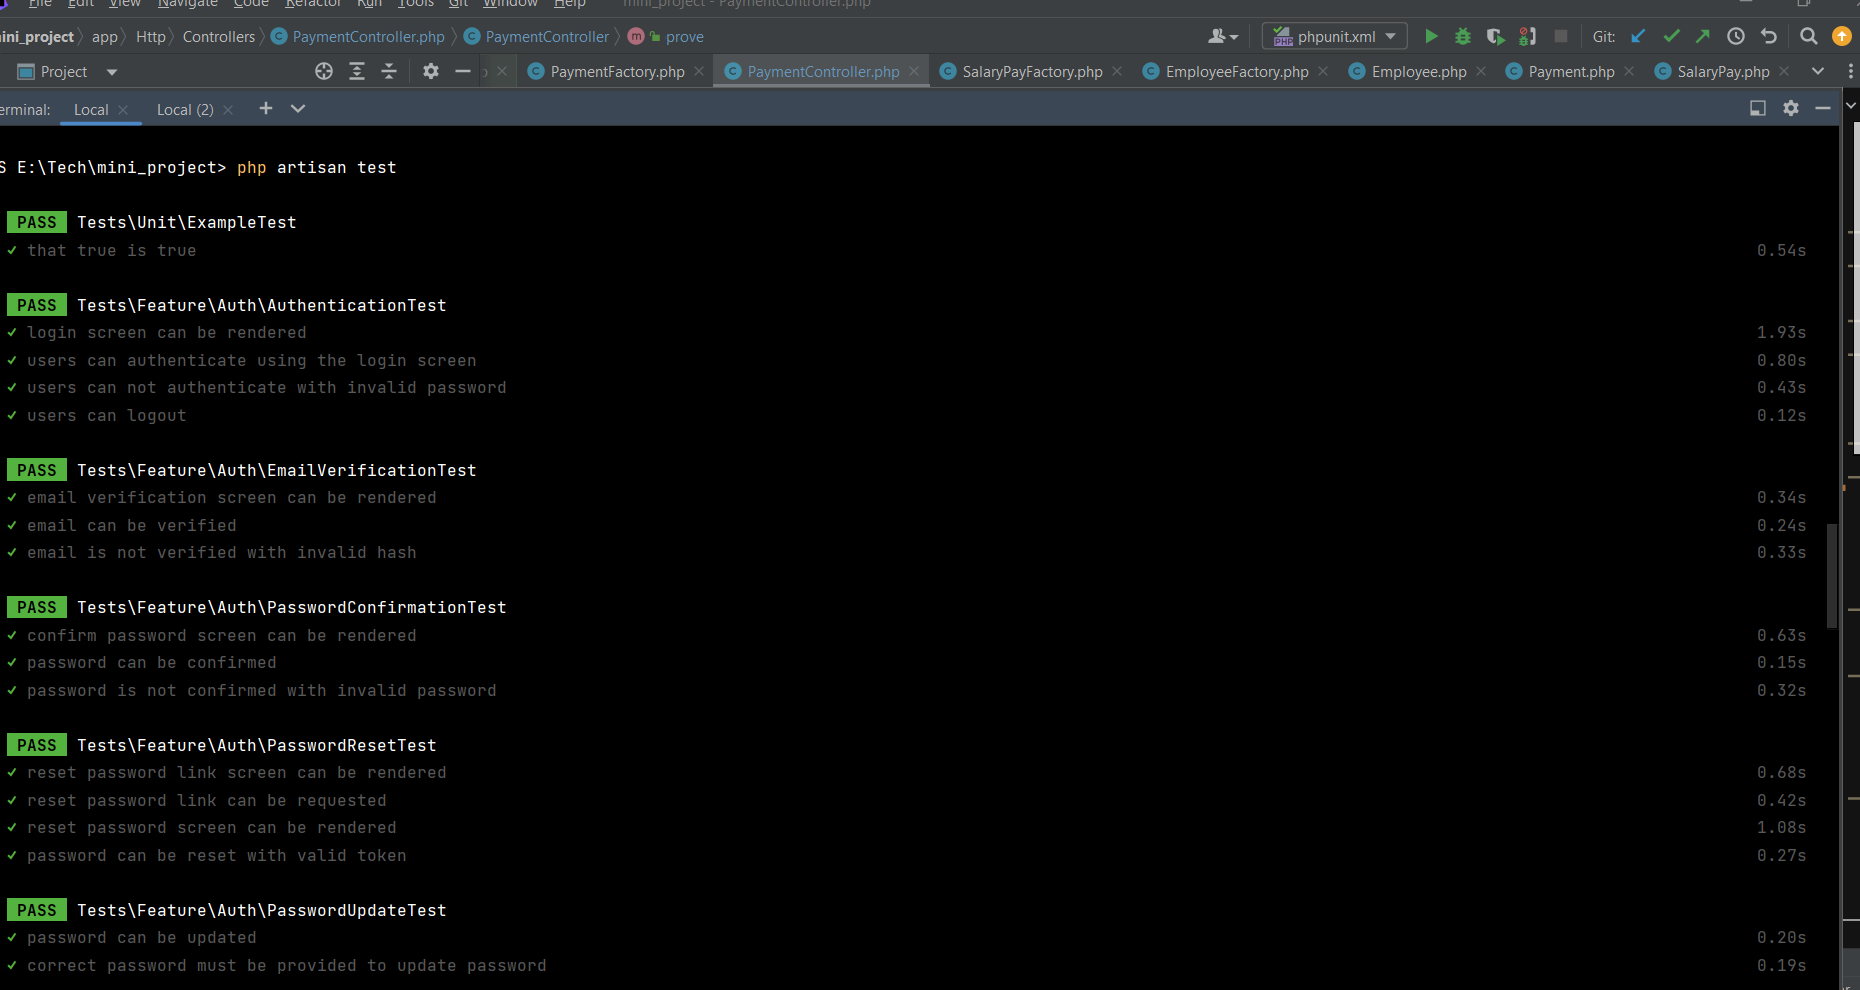 File Edit View Navigate Code Refactor Run Tools Git Window Help mini_project - PaymentController.php
ini_project app Http Controllers PaymentController.php PaymentController m prove phpunit.xml Git:
Project PaymentFactory.php PaymentController.php SalaryPayFactory.php EmployeeFactory.php Employee.php Payment.php SalaryPay.php
erminal: Local Local (2)
S E:\Tech\mini_project> php artisan test
PASS Tests\Unit\ExampleTest
✓ that true is true 0.54s
PASS Tests\Feature\Auth\AuthenticationTest
✓ login screen can be rendered 1.93s
✓ users can authenticate using the login screen 0.80s
✓ users can not authenticate with invalid password 0.43s
✓ users can logout 0.12s
PASS Tests\Feature\Auth\EmailVerificationTest
✓ email verification screen can be rendered 0.34s
✓ email can be verified 0.24s
✓ email is not verified with invalid hash 0.33s
PASS Tests\Feature\Auth\PasswordConfirmationTest
✓ confirm password screen can be rendered 0.63s
✓ password can be confirmed 0.15s
✓ password is not confirmed with invalid password 0.32s
PASS Tests\Feature\Auth\PasswordResetTest
✓ reset password link screen can be rendered 0.68s
✓ reset password link can be requested 0.42s
✓ reset password screen can be rendered 1.08s
✓ password can be reset with valid token 0.27s
PASS Tests\Feature\Auth\PasswordUpdateTest
✓ password can be updated 0.20s
✓ correct password must be provided to update password 0.19s